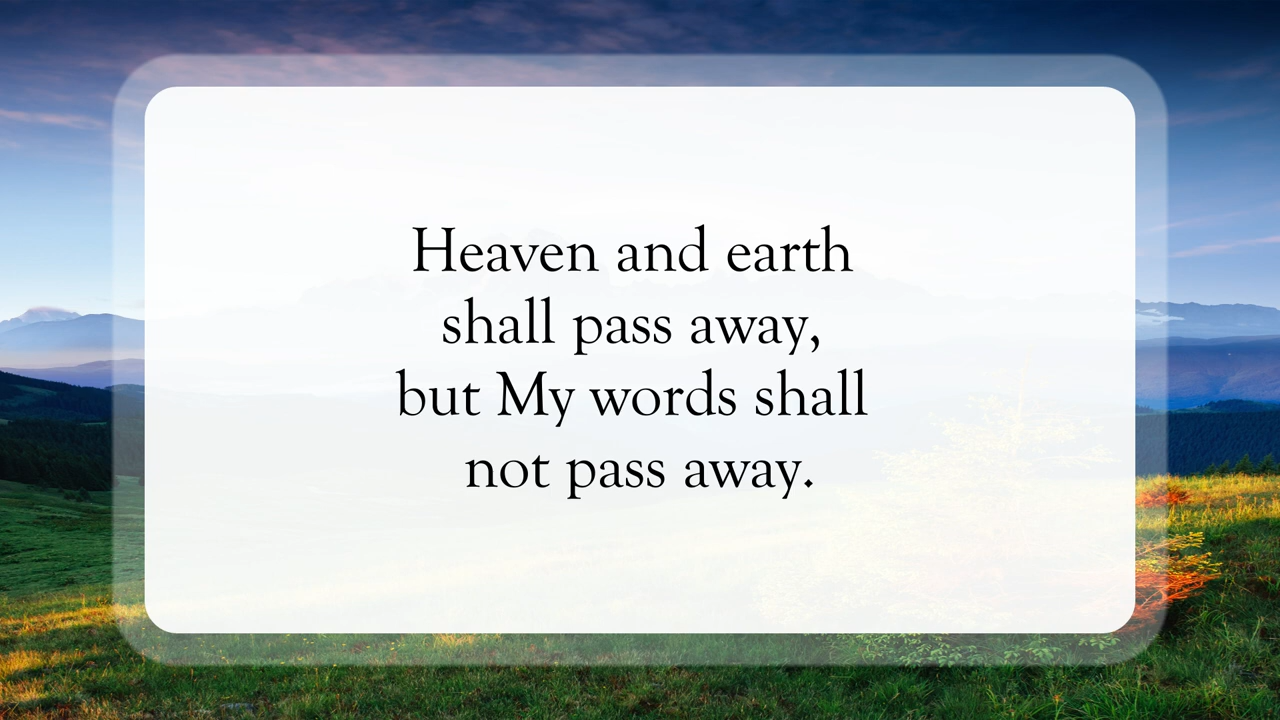 Heaven and earth
shall pass away,
but My words shall
not pass away.